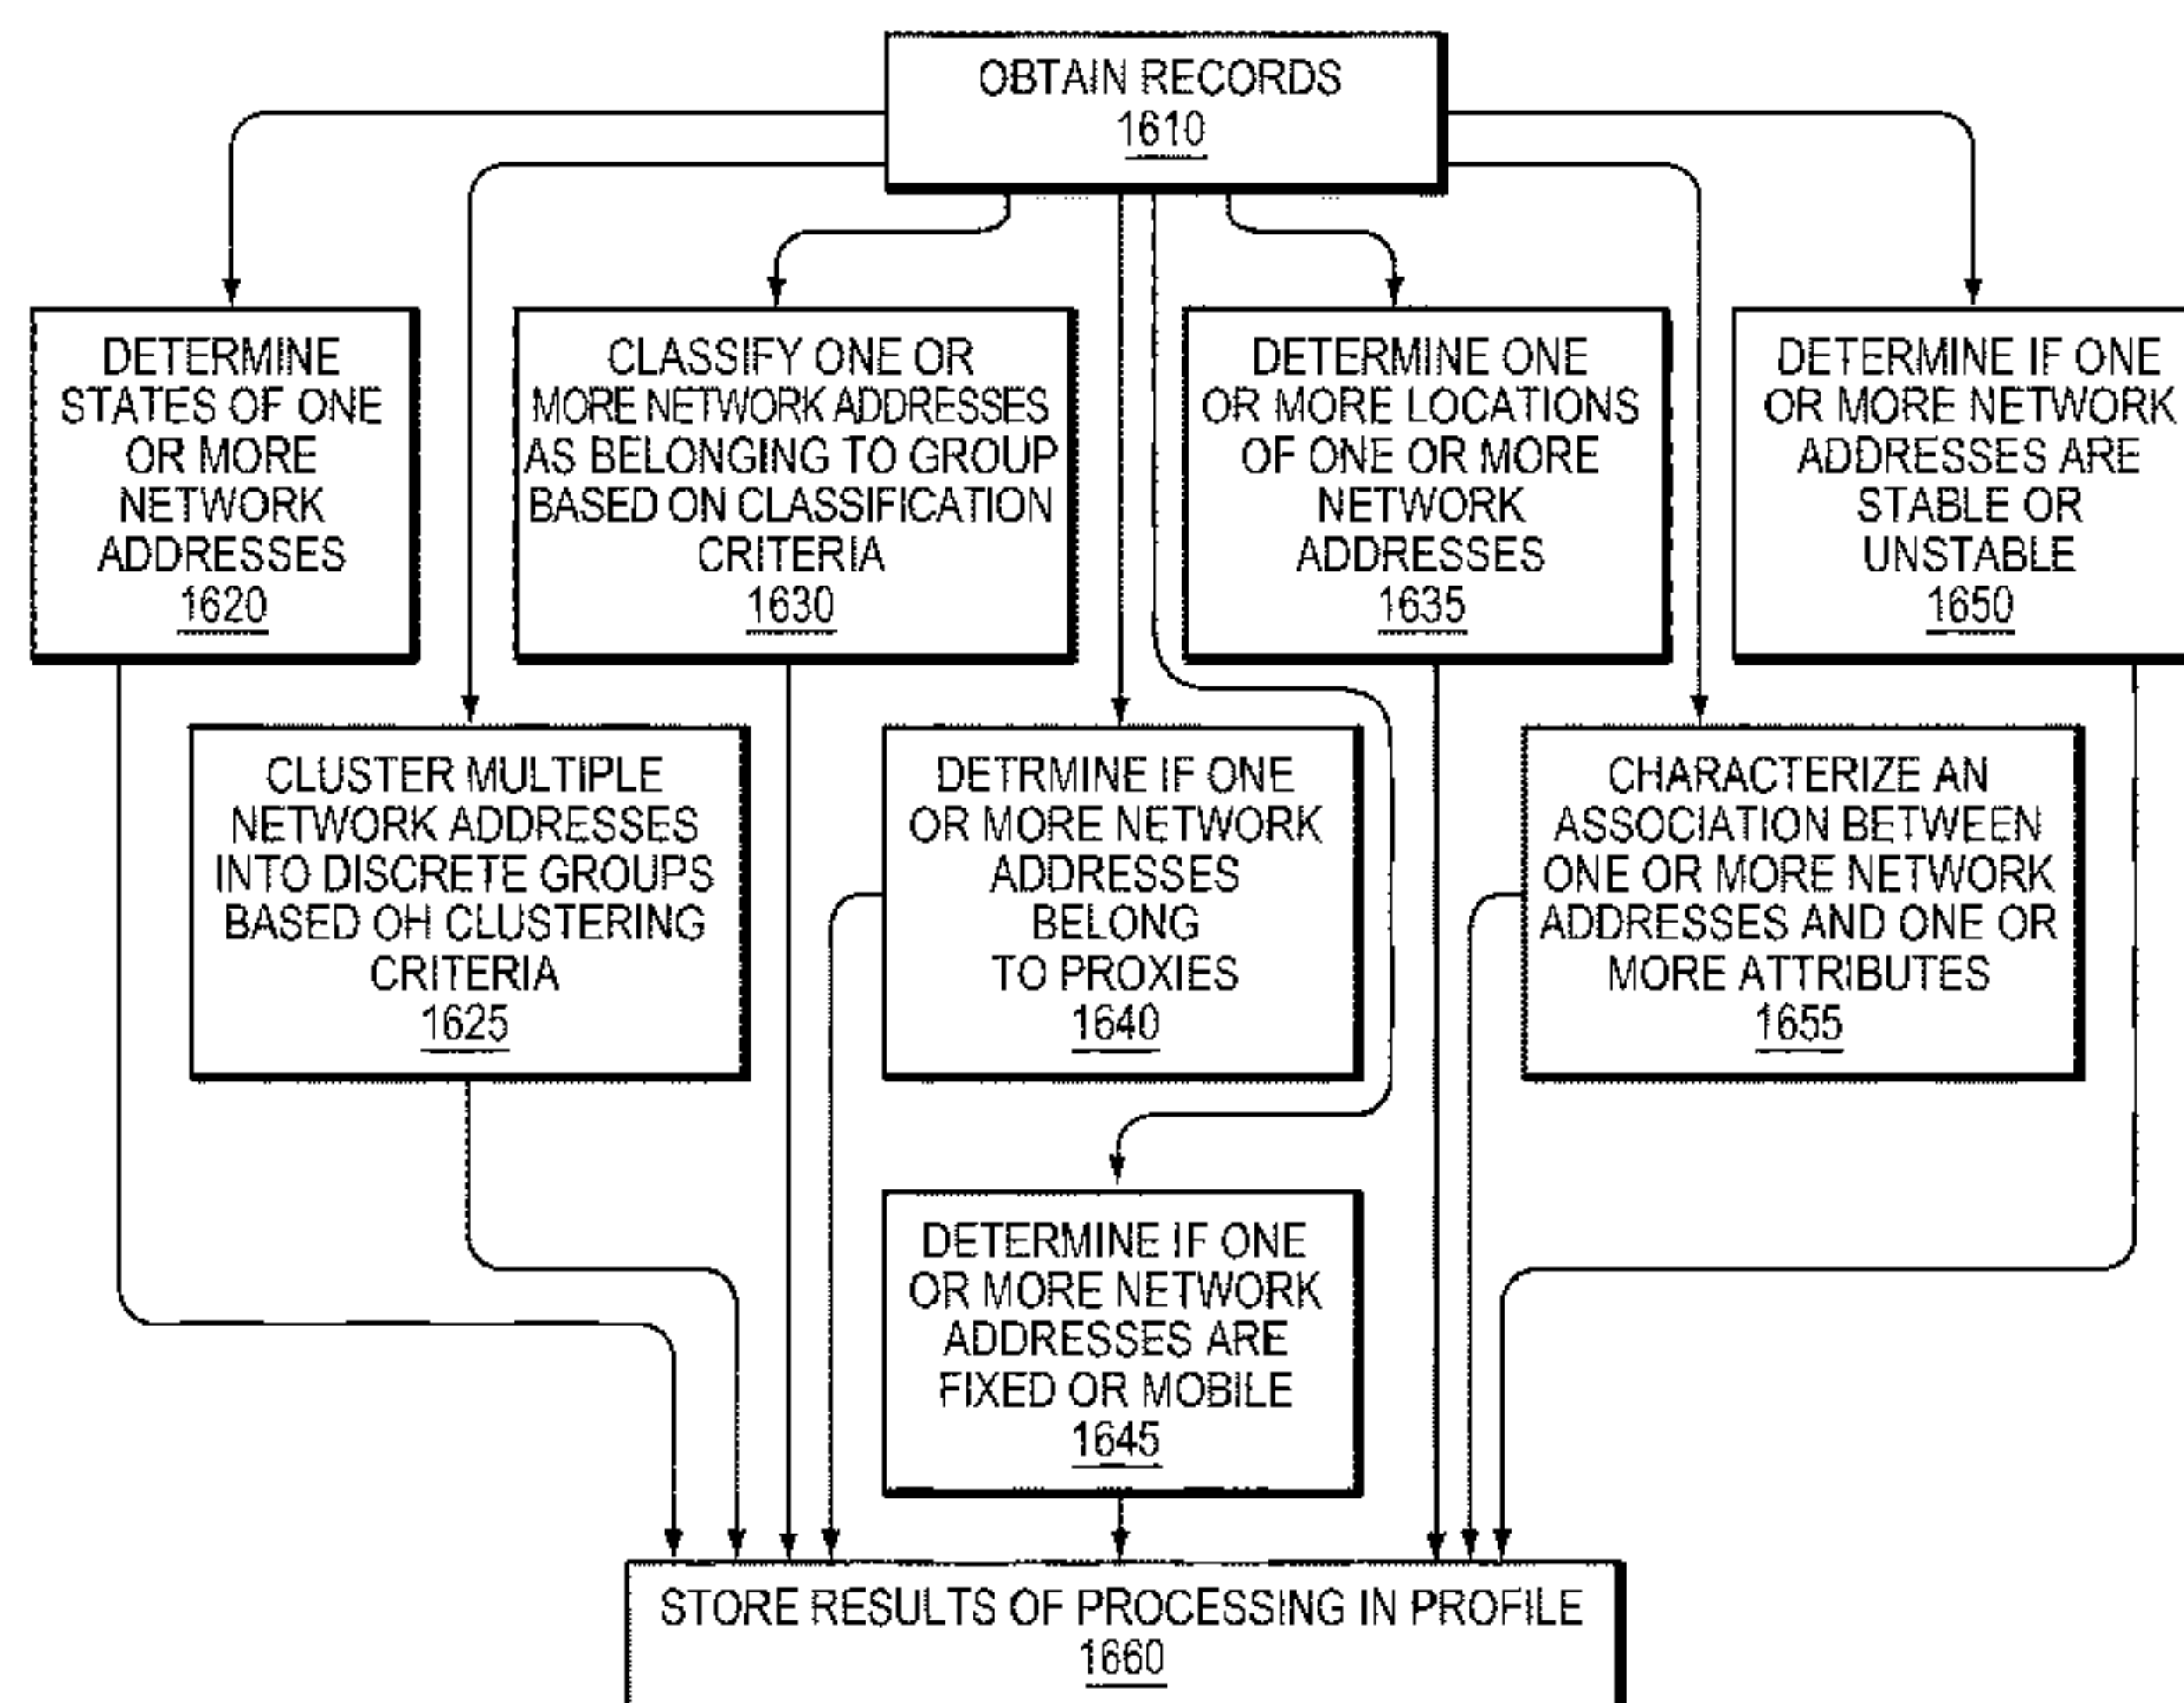 OBTAIN RECORDS
1610
DETERMINE
STATES OF ONE
OR MORE
NETWORK
ADDRESSES
1620
CLASSIFY ONE OR
MORE NETWORK ADDRESSES
AS BELONGING TO GROUP
BASED ON CLASSIFICATION
CRITERIA
1630
DETERMINE ONE
OR MORE LOCATIONS
OF ONE OR MORE
NETWORK
ADDRESSES
1635
DETERMINE IF ONE
OR MORE NETWORK
ADDRESSES ARE
STABLE OR
UNSTABLE
1650
CLUSTER MULTIPLE
NETWORK ADDRESSES
INTO DISCRETE GROUPS
BASED OH CLUSTERING
CRITERIA
1625
DETRMINE IF ONE
OR MORE NETWORK
ADDRESSES
BELONG
TO PROXIES
1640
CHARACTERIZE AN
ASSOCIATION BETWEEN
ONE OR MORE NETWORK
ADDRESSES AND ONE OR
MORE ATTRIBUTES
1655
DETERMINE IF ONE
OR MORE NETWORK
ADDRESSES ARE
FIXED OR MOBILE
1645
STORE RESULTS OF PROCESSING IN PROFILE
1660